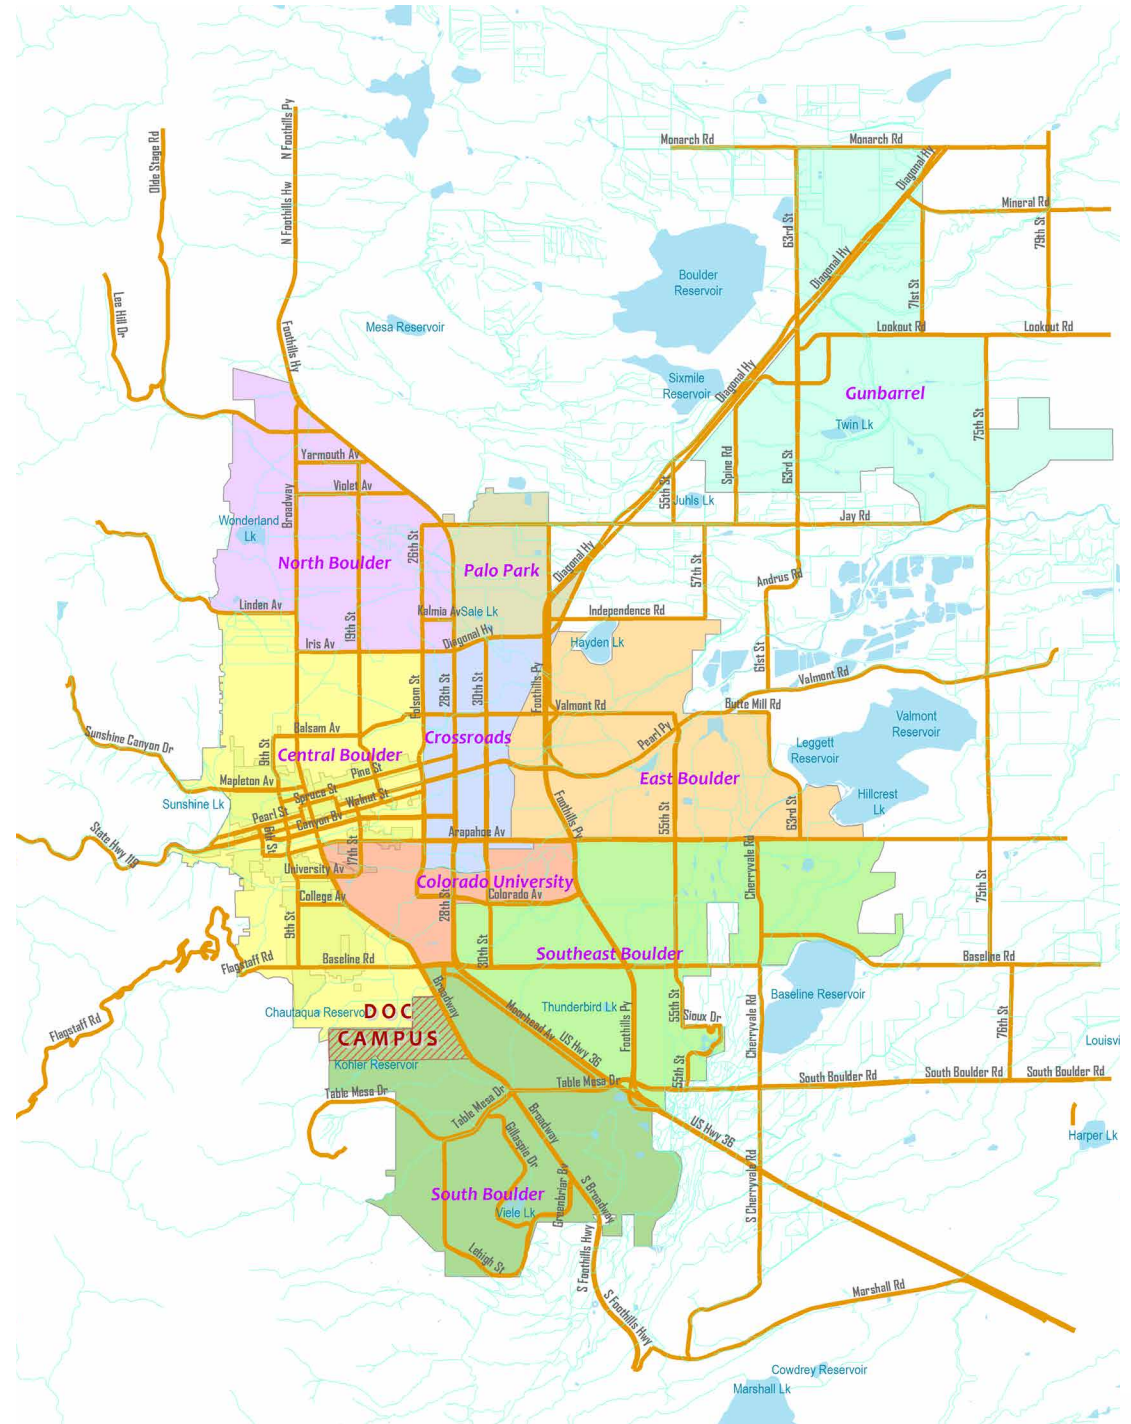 Monarch Rd
Monarch Rd
Olde Stage Rd
N Foothills Py
N Foothills Hw
Diagonal Hy
Mineral Rd
63rd St
79th St
Boulder
Reservoir
Diagonal Hy
71st St
Lee Hill Dr
Mesa Reservoir
Foothills Hy
Lookout Rd
Lookout Rd
Sixmile
Reservoir
Diagonal Hy
Gunbarrel
Twin Lk
75th St
Yarmouth Av
Spine Rd
63rd St
Violet Av
55th St
Juhls Lk
Broadway
Wonderland
Lk
Jay Rd
26th St
North Boulder
Palo Park
Diagonal Hy
57th St
Andrus Rd
Linden Av
Kalmia Av
Sale Lk
Independence Rd
19th St
Iris Av
Diagonal Hy
Hayden Lk
61st St
Folsom St
28th St
30th St
Foothills Py
Valmont Rd
Valmont Rd
Butte Mill Rd
Sunshine Canyon Dr
Balsam Av
9th St
Central Boulder
Crossroads
Pearl Py
Valmont
Reservoir
Leggett
Reservoir
Mapleton Av
Pine St
East Boulder
Sunshine Lk
Spruce St
Walnut St
Hillcrest
Lk
Pearl St
Canyon Bv
Foothills Py
55th St
63rd St
State Hwy 119
9th St
17th St
Arapahoe Av
University Av
Cherryvale Rd
Colorado University
College Av
28th St
Colorado Av
75th St
9th St
30th St
Southeast Boulder
Flagstaff Rd
Baseline Rd
Baseline Rd
Broadway
Baseline Reservoir
Chautauqua Reservo
DOC
CAMPUS
Moorhead Av
Thunderbird Lk
55th St
Sioux Dr
Flagstaff Rd
US Hwy 36
Foothills Py
Cherryvale Rd
76th St
Louisvi
Kohler Reservoir
55th St
Table Mesa Dr
Table Mesa Dr
Table Mesa Dr
South Boulder Rd
South Boulder Rd
South Boulder Rd
Broadway
US Hwy 36
Gillaspie Dr
Harper Lk
South Boulder
Viele Lk
Greenbriar Bv
S Broadway
S Cherryvale Rd
Lehigh St
S Foothills Hwy
S Foothills Hwy
Marshall Rd
Cowdrey Reservoir
Marshall Lk